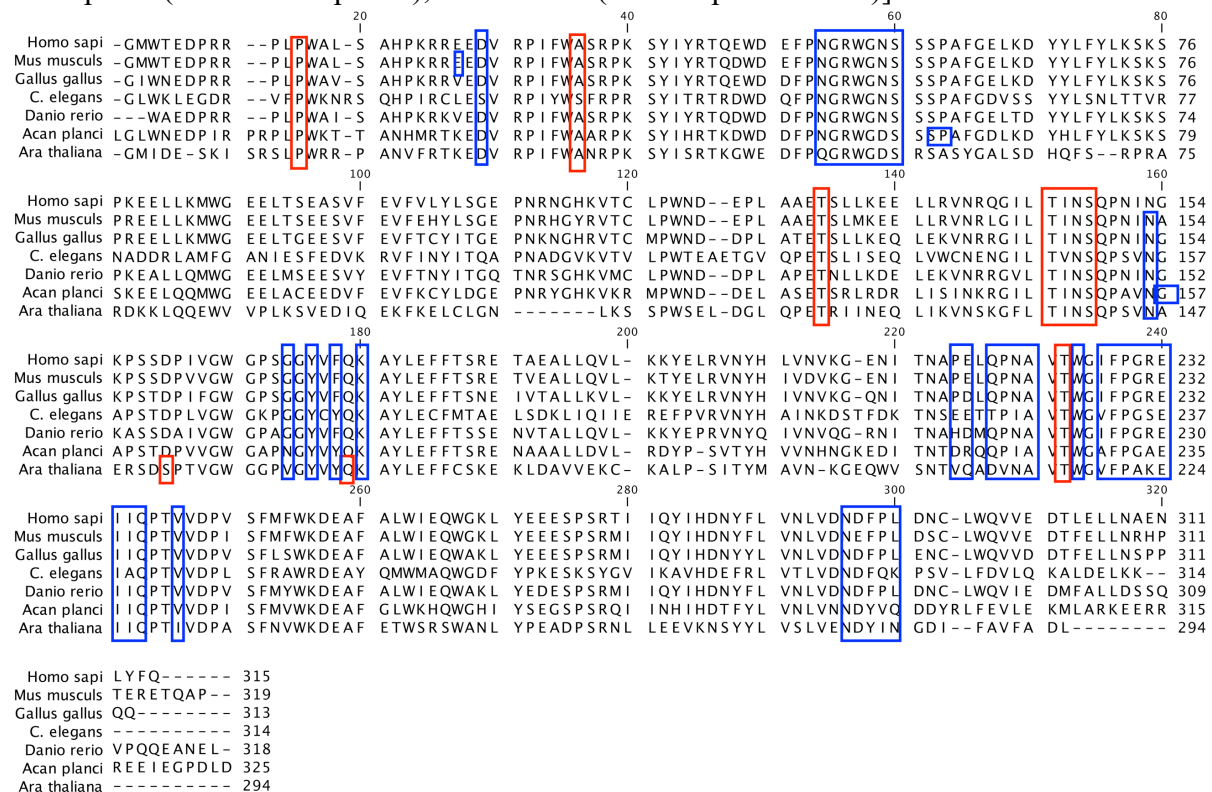 20 40 60 80
Homo sapi -GMWTEDPRR --PLPWAL-S AHPKRREEDV RPIFWASRPK SYIYRTQEWD EFPNGRWGNS SSPAFGELKD YYLFYLKSKS 76
Mus musculs -GMWTEDPRR --PLPWAL-S AHPKRREEDV RPIFWASRPK SYIYRTQDWD EFPNGRWGNS SSPAFGELKD YYLFYLKSKS 76
Gallus gallus -GIWNEDPRR --PLPWAV-S AHPKRRVEDV RPIFWASRPK SYIYRTQEWD DFPNGRWGNS SSPAFGELKD YYLFYLKSKS 76
C. elegans -GLWKLEGDR --VFPWKNRS QHPIRCLESV RPIYWSFRPR SYITRTRDWD QFPNGRWGNS SSPAFGDVSS YYLSNLTTVR 77
Danio rerio ---WAEDPRR --PLPWAI-S AHPKRKVEDV RPIFWASRPK SYIYRTQDWD DFPNGRWGNS SSPAFGELTD YYLFYLKSKT 74
Acan planci LGLWNEDPIR PRPLPWKT-T ANHMRTKEDV RPIFWAARPK SYIHRTKDWD DFPNGRWGDS SSPAFGDLKD YHLFYLKSKS 79
Ara thaliana -GMIDE-SKI SRSLPWRR-P ANVFRTKEDV RPIFWANRPK SYISRTKGWE DFPQGRWGDS RSASYGALSD HQFS--RPRA 75
100 120 140 160
Homo sapi PKEELLKMWG EELTSEASVF EVFVLYLSGE PNRNGHKVTC LPWND--EPL AAETSLLKEE LLRVNRQGIL TINSQPNING 154
Mus musculs PREELLKMWG EELTSEESVF EVFEHYLSGE PNRHGYRVTC LPWND--EPL AAETSLMKEE LLRVNRQGIL TINSQPNINA 154
Gallus gallus PREELLKMWG EELTGEESVF EVFTCYITGE PNKNGHKVTC MPWND--DPL ATETSLLKEQ LEKVNRRGIL TINSQPNING 154
C. elegans NADDRLAMFG ANIESFEDVK RVFINYITQA PNADGVKVTV LPWTEAETGV QPETSLISEQ LVWCNENGIL TVNSQPSVNG 157
Danio rerio PKEALLQMWG EELMSEESVY EVFTNYITGQ TNRSGHKVMC LPWND--DPL APETNLLKDE LEKVNRRGVL TINSQPNING 152
Acan planci SKEELQQMWG EELACEEDVF EVFKCYLDGE PNRYGHKVKR MPWND--DEL ASETSRLRDR LISINKRGIL TINSQPAVNG 157
Ara thaliana RDKKLQQEWV VPLKSVEDIQ EKFKELCLGN -------LKS SPWSEL-DGL QPETRIINEQ LIKVNSKGFL TINSQPSVNA 147
180 200 220 240
Homo sapi KPSSDPIVGW GPSGGYVFQK AYLEFFTSRE TAEALLQVL- KKYELRVNYH LVNVKG-ENI TNAPELQPNA VTWGIFPGRE 232
Mus musculs KPSSDPVVGW GPSGGYVFQK AYLEFFTSRE TVEALLQVL- KTYELRVNYH IVDVKG-ENI TNAPELQPNA VTWGIFPGRE 232
Gallus gallus KPSTDPIFGW GPSGGYVFQK AYLEFFTSNE IVTALLKVL- KKYELRVNYH IVNVKG-QNI TNAPDLQPNA VTWGIFPGRE 232
C. elegans APSTDPLVGW GKPGGYCYQK AYLECFMTAE LSDKLIQIIE REFPVRVNYH AINKDSTFDK TNSEETTPIA VTWGVFPGSE 237
Danio rerio KASSDAIVGW GPAGGYVFQK AYLEFFTSSE NVTALLQVL- KKYEPRVNYQ IVNVQG-RNI TNAHDMQPNA VTWGIFPGRE 230
Acan planci APSTDPVVGW GAPNGYVYQK AYLEFFTSRE NAAALLDVL- RDYP-SVTYH VVNHNGKEDI TNDRQQPIA VTWGIFPGAE 235
Ara thaliana ERSDSPTVGW GGPVGYVYQK AYLEFFCSKE KLDAVVEKC- KALP-SITYM AVN-KGEQWV SNTVQADVNA VTWGVFPAKE 224
260 280 300 320
Homo sapi IIQPTVVDPV SFMFWKDEAF ALWIEQWGKL YEEESPSRTI IQYIHDNYFL VNLVDNDFPL DNC-LWQVVE DTLELLNAEN 311
Mus musculs IIQPTVVDPI SFMFWKDEAF ALWIEQWGKL YEEESPSRMI IQYIHDNYFL VNLVDNEFPL DSC-LWQVVE DTFELLNRHP 311
Gallus gallus IIQPTVVDPV SFLSWKDEAF ALWIEQWAKL YEEESPSRMI IQYIHDNYYL VNLVDNDFPL ENC-LWQVVD DTFELLNSPP 311
C. elegans IAQPTVVDPL SFRAWRDEAY QMWMAQWGDF YPKESKSYGV IKAVHDEFRL VTLVDNDFQK PSV-LFDVLQ KALDELKK-- 314
Danio rerio IIQPTVVDPI SFMYWKDEAF ALWIEQWAKL YEDESPSRMI IQYIHDNYYL VNLVDNDFPL DNC-LWQVIE DMFALLDSSQ 309
Acan planci IIQPTVVDPI SFMVWKDEAF GLWKHQWGHI YSEGSPSRQI INHIHDTFYL VNLVNNDYVQ DDYRLFEVLE KMLARKEERR 315
Ara thaliana IIQPTIVDPA SFNVWKDEAF ETWSRSWANL YPEADPSRNL LEEVKNSYYL VSLVENDYIN GDI--FAVFA DL-------- 294
Homo sapi LYFQ------ 315
Mus musculs TERETQAP-- 319
Gallus gallus QQ-------- 313
C. elegans ---------- 314
Danio rerio VPQQEANEL- 318
Acan planci REEIEGPDLD 325
Ara thaliana ---------- 294